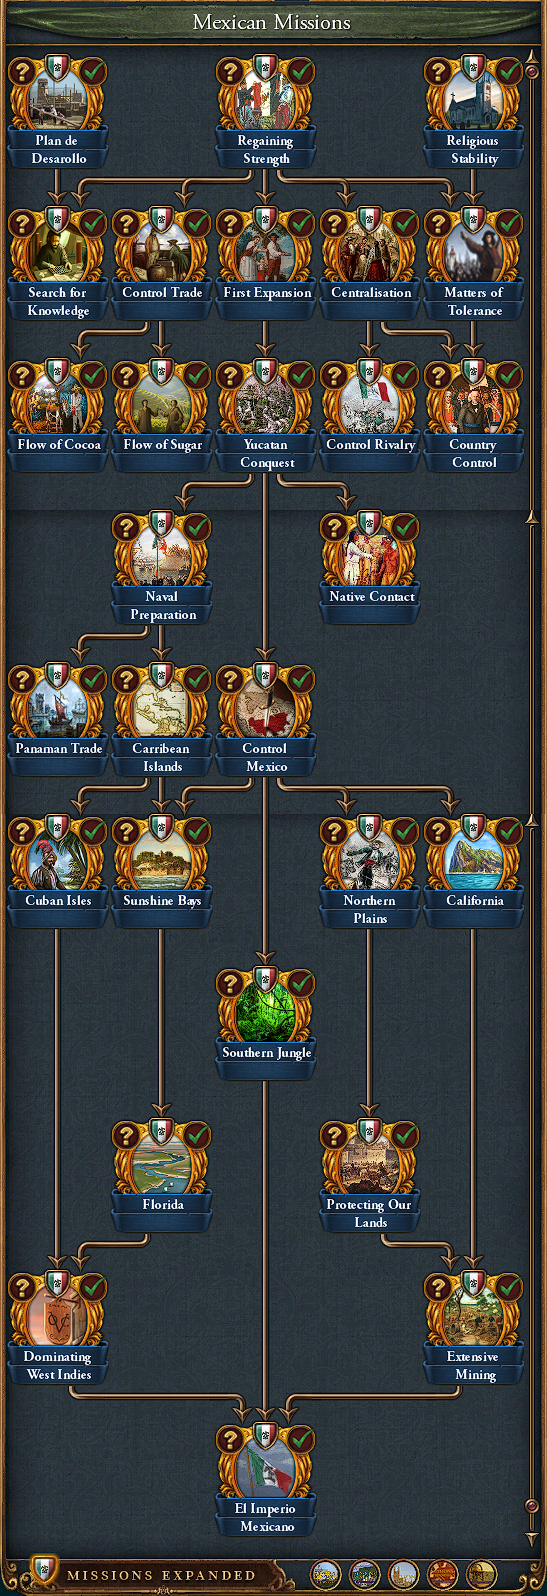 Mexican Missions
Plan de
Desarollo
Regaining
Strength
Religious
Stability
Search for
Knowledge
Control Trade
First Expansion
Centralisation
Matters of
Tolerance
Flow of Cocoa
Flow of Sugar
Yucatan
Conquest
Control Rivalry
Country
Control
Naval
Preparation
Native Contact
Panaman Trade
Carribean
Islands
Control
Mexico
Cuban Isles
Sunshine Bays
Northern
Plains
California
Southern Jungle
Florida
Protecting Our
Lands
Dominating
West Indies
Extensive
Mining
El Imperio
Mexicano
MISSIONS EXPANDED